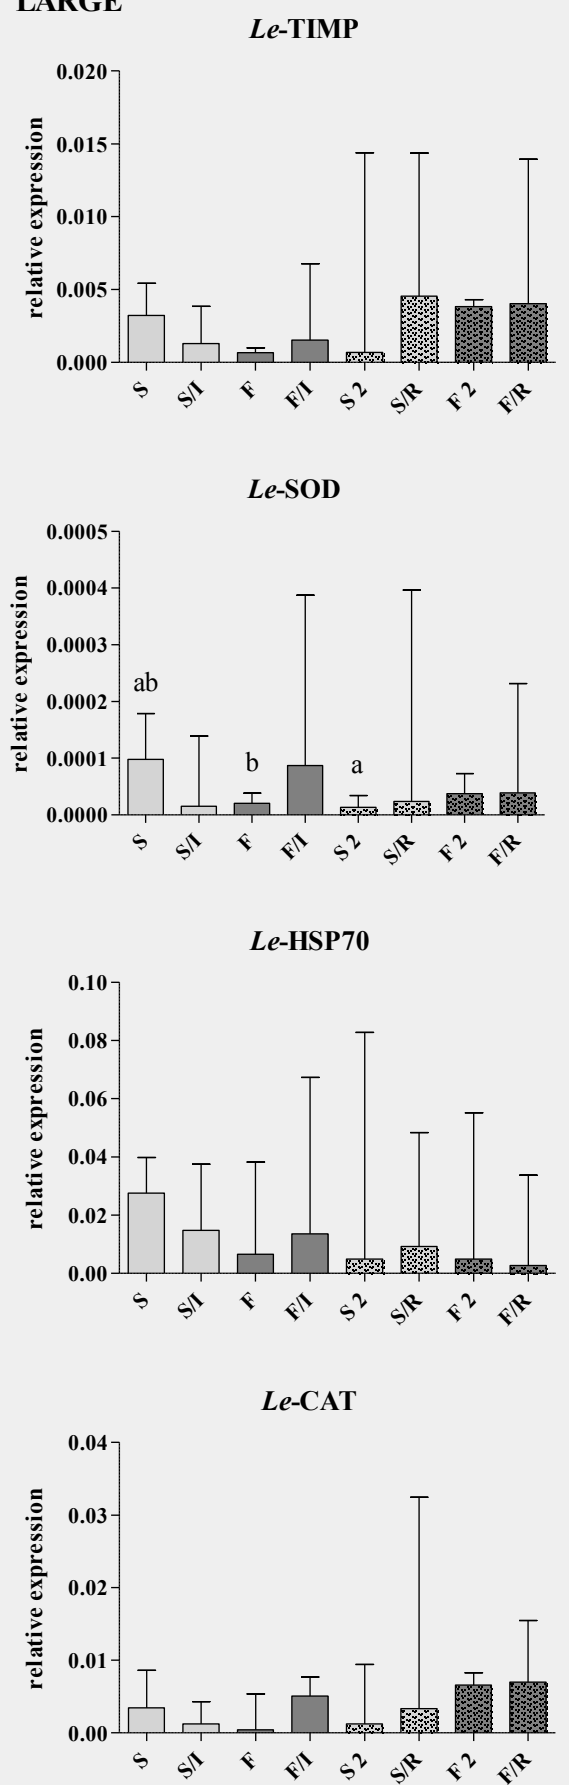 LARGE
Le-TIMP
relative expression
0.020
0.015
0.010
0.005
0.000
S S/I F F/I S 2 S/R F 2 F/R
Le-SOD
relative expression
0.0005
0.0004
0.0003
0.0002
0.0001
0.0000
ab
b
a
S S/I F F/I S 2 S/R F 2 F/R
Le-HSP70
relative expression
0.10
0.08
0.06
0.04
0.02
0.00
S S/I F F/I S 2 S/R F 2 F/R
Le-CAT
relative expression
0.04
0.03
0.02
0.01
0.00
S S/I F F/I S 2 S/R F 2 F/R